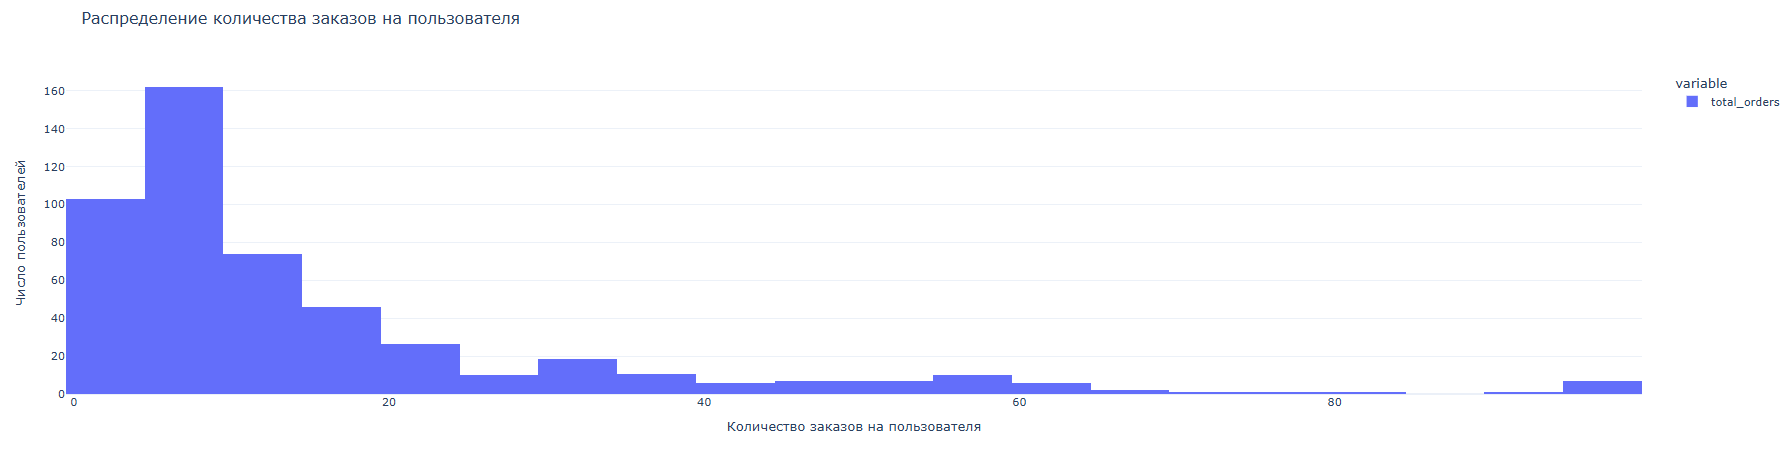 Распределение количества заказов на пользователя
variable
total_orders
Число пользователей
160
140
120
100
80
60
40
20
0
0 20 40 60 80
Количество заказов на пользователя